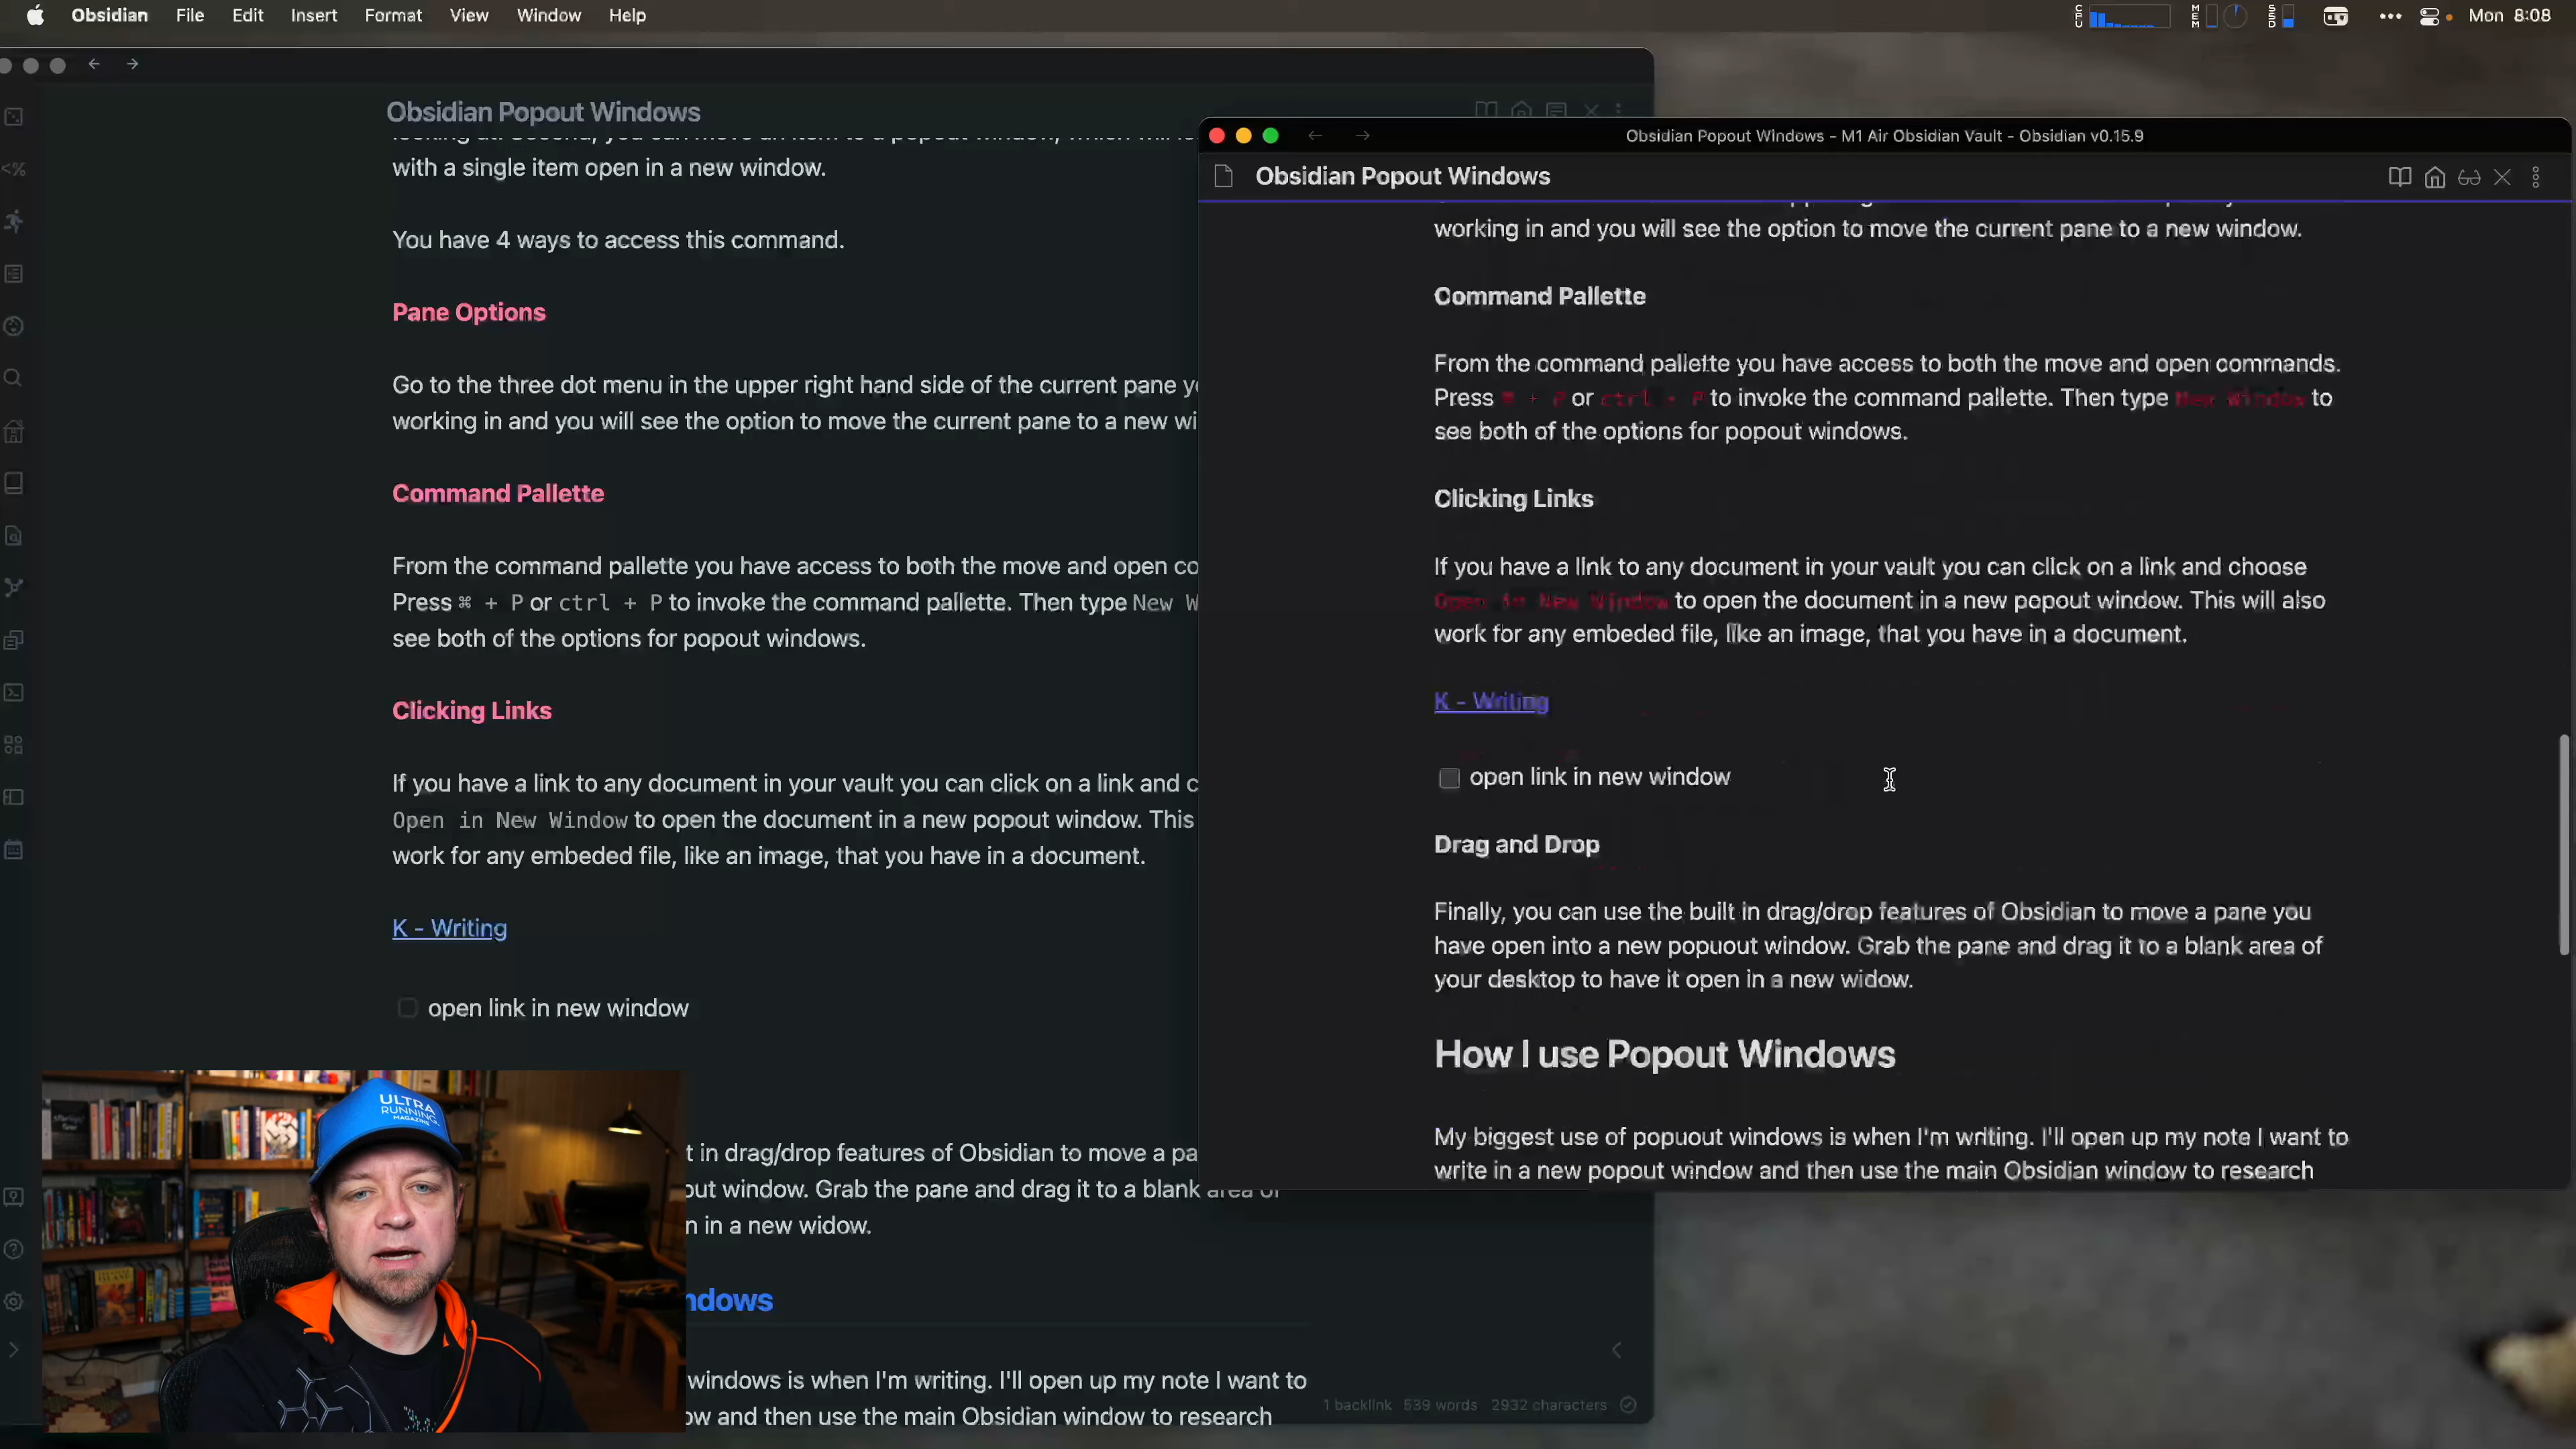 Obsidian File Edit Insert Format View Window Help
CPU MEM SSD Mon 8:08
Obsidian Popout Windows
with a single item open in a new window.
You have 4 ways to access this command.
Pane Options
Go to the three dot menu in the upper right hand side of the current pane
working in and you will see the option to move the current pane to a new
Command Pallette
From the command pallette you have access to both the move and open
Press ⌘ + P or ctrl + P to invoke the command pallette. Then type New W
see both of the options for popout windows.
Clicking Links
If you have a link to any document in your vault you can click on a link and
Open in New Window to open the document in a new popout window. This
work for any embeded file, like an image, that you have in a document.
K - Writing
open link in new window
t in drag/drop features of Obsidian to move a pa
out window. Grab the pane and drag it to a blank area of
n in a new widow.
ndows
windows is when I'm writing. I'll open up my note I want to
ow and then use the main Obsidian window to research
1 backlink 539 words 2932 characters
ULTRA
RUNNING
MAGAZINE
Obsidian Popout Windows - M1 Air Obsidian Vault - Obsidian v0.15.9
Obsidian Popout Windows
working in and you will see the option to move the current pane to a new window.
Command Pallette
From the command pallette you have access to both the move and open commands.
Press ⌘ + P or ctrl + P to invoke the command pallette. Then type New Window to
see both of the options for popout windows.
Clicking Links
If you have a link to any document in your vault you can click on a link and choose
Open in New Window to open the document in a new popout window. This will also
work for any embeded file, like an image, that you have in a document.
K - Writing
open link in new window
Drag and Drop
Finally, you can use the built in drag/drop features of Obsidian to move a pane you
have open into a new popuout window. Grab the pane and drag it to a blank area of
your desktop to have it open in a new widow.
How I use Popout Windows
My biggest use of popuout windows is when I'm writing. I'll open up my note I want to
write in a new popout window and then use the main Obsidian window to research